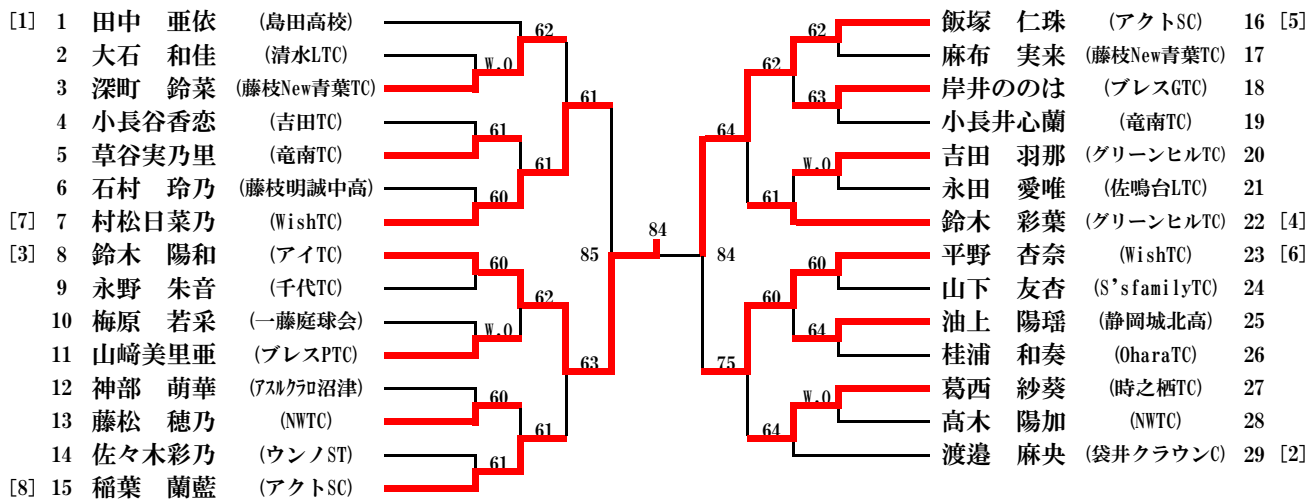 [1] 1 田中 亜依 (島田高校)
2 大石 和佳 (清水LTC)
3 深町 鈴菜 (藤枝New青葉TC)
4 小長谷香恋 (吉田TC)
5 草谷実乃里 (竜南TC)
6 石村 玲乃 (藤枝明誠中高)
[7] 7 村松日菜乃 (WishTC)
[3] 8 鈴木 陽和 (アイTC)
9 永野 朱音 (千代TC)
10 梅原 若采 (一藤庭球会)
11 山﨑美里亜 (ブレスPTC)
12 神部 萌華 (アスルクラロ沼津)
13 藤松 穂乃 (NWTC)
14 佐々木彩乃 (ウンノST)
[8] 15 稲葉 蘭藍 (アクトSC)
62
W.O
61
61
61
60
60
62
W.O
63
60
61
61
85
84
84
62
62
63
64
W.O
61
60
60
64
75
W.O
64
飯塚 仁珠 (アクトSC) 16 [5]
麻布 実来 (藤枝New青葉TC) 17
岸井ののは (ブレスGTC) 18
小長井心蘭 (竜南TC) 19
吉田 羽那 (グリーンヒルTC) 20
永田 愛唯 (佐鳴台LTC) 21
鈴木 彩葉 (グリーンヒルTC) 22 [4]
平野 杏奈 (WishTC) 23 [6]
山下 友杏 (S’sfamilyTC) 24
油上 陽瑶 (静岡城北高) 25
桂浦 和奏 (OharaTC) 26
葛西 紗葵 (時之栖TC) 27
髙木 陽加 (NWTC) 28
渡邉 麻央 (袋井クラウンC) 29 [2]